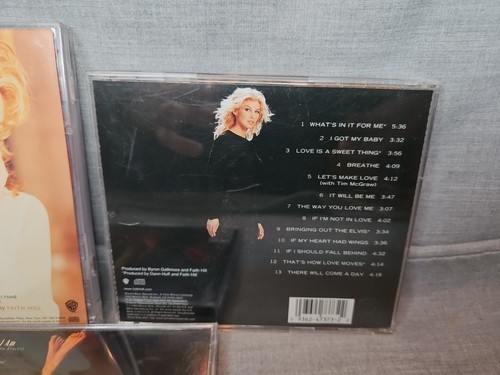 1 WHAT'S IN IT FOR ME* 5:36
2 I GOT MY BABY 3:32
3 LOVE IS A SWEET THING* 3:56
4 BREATHE 4:09
5 LET'S MAKE LOVE 4:12
(with Tim McGraw)
6 IT WILL BE ME 3:47
7 THE WAY YOU LOVE ME 3:07
8 IF I'M NOT IN LOVE 4:02
9 BRINGING OUT THE ELVIS* 3:34
10 IF MY HEART HAD WINGS 3:36
11 IF I SHOULD FALL BEHIND 4:32
12 THAT'S HOW LOVE MOVES* 4:14
13 THERE WILL COME A DAY 4:18
Produced by Byron Gallimore and Faith Hill
*Produced by Dann Huff and Faith Hill
FAITH HILL
I Am